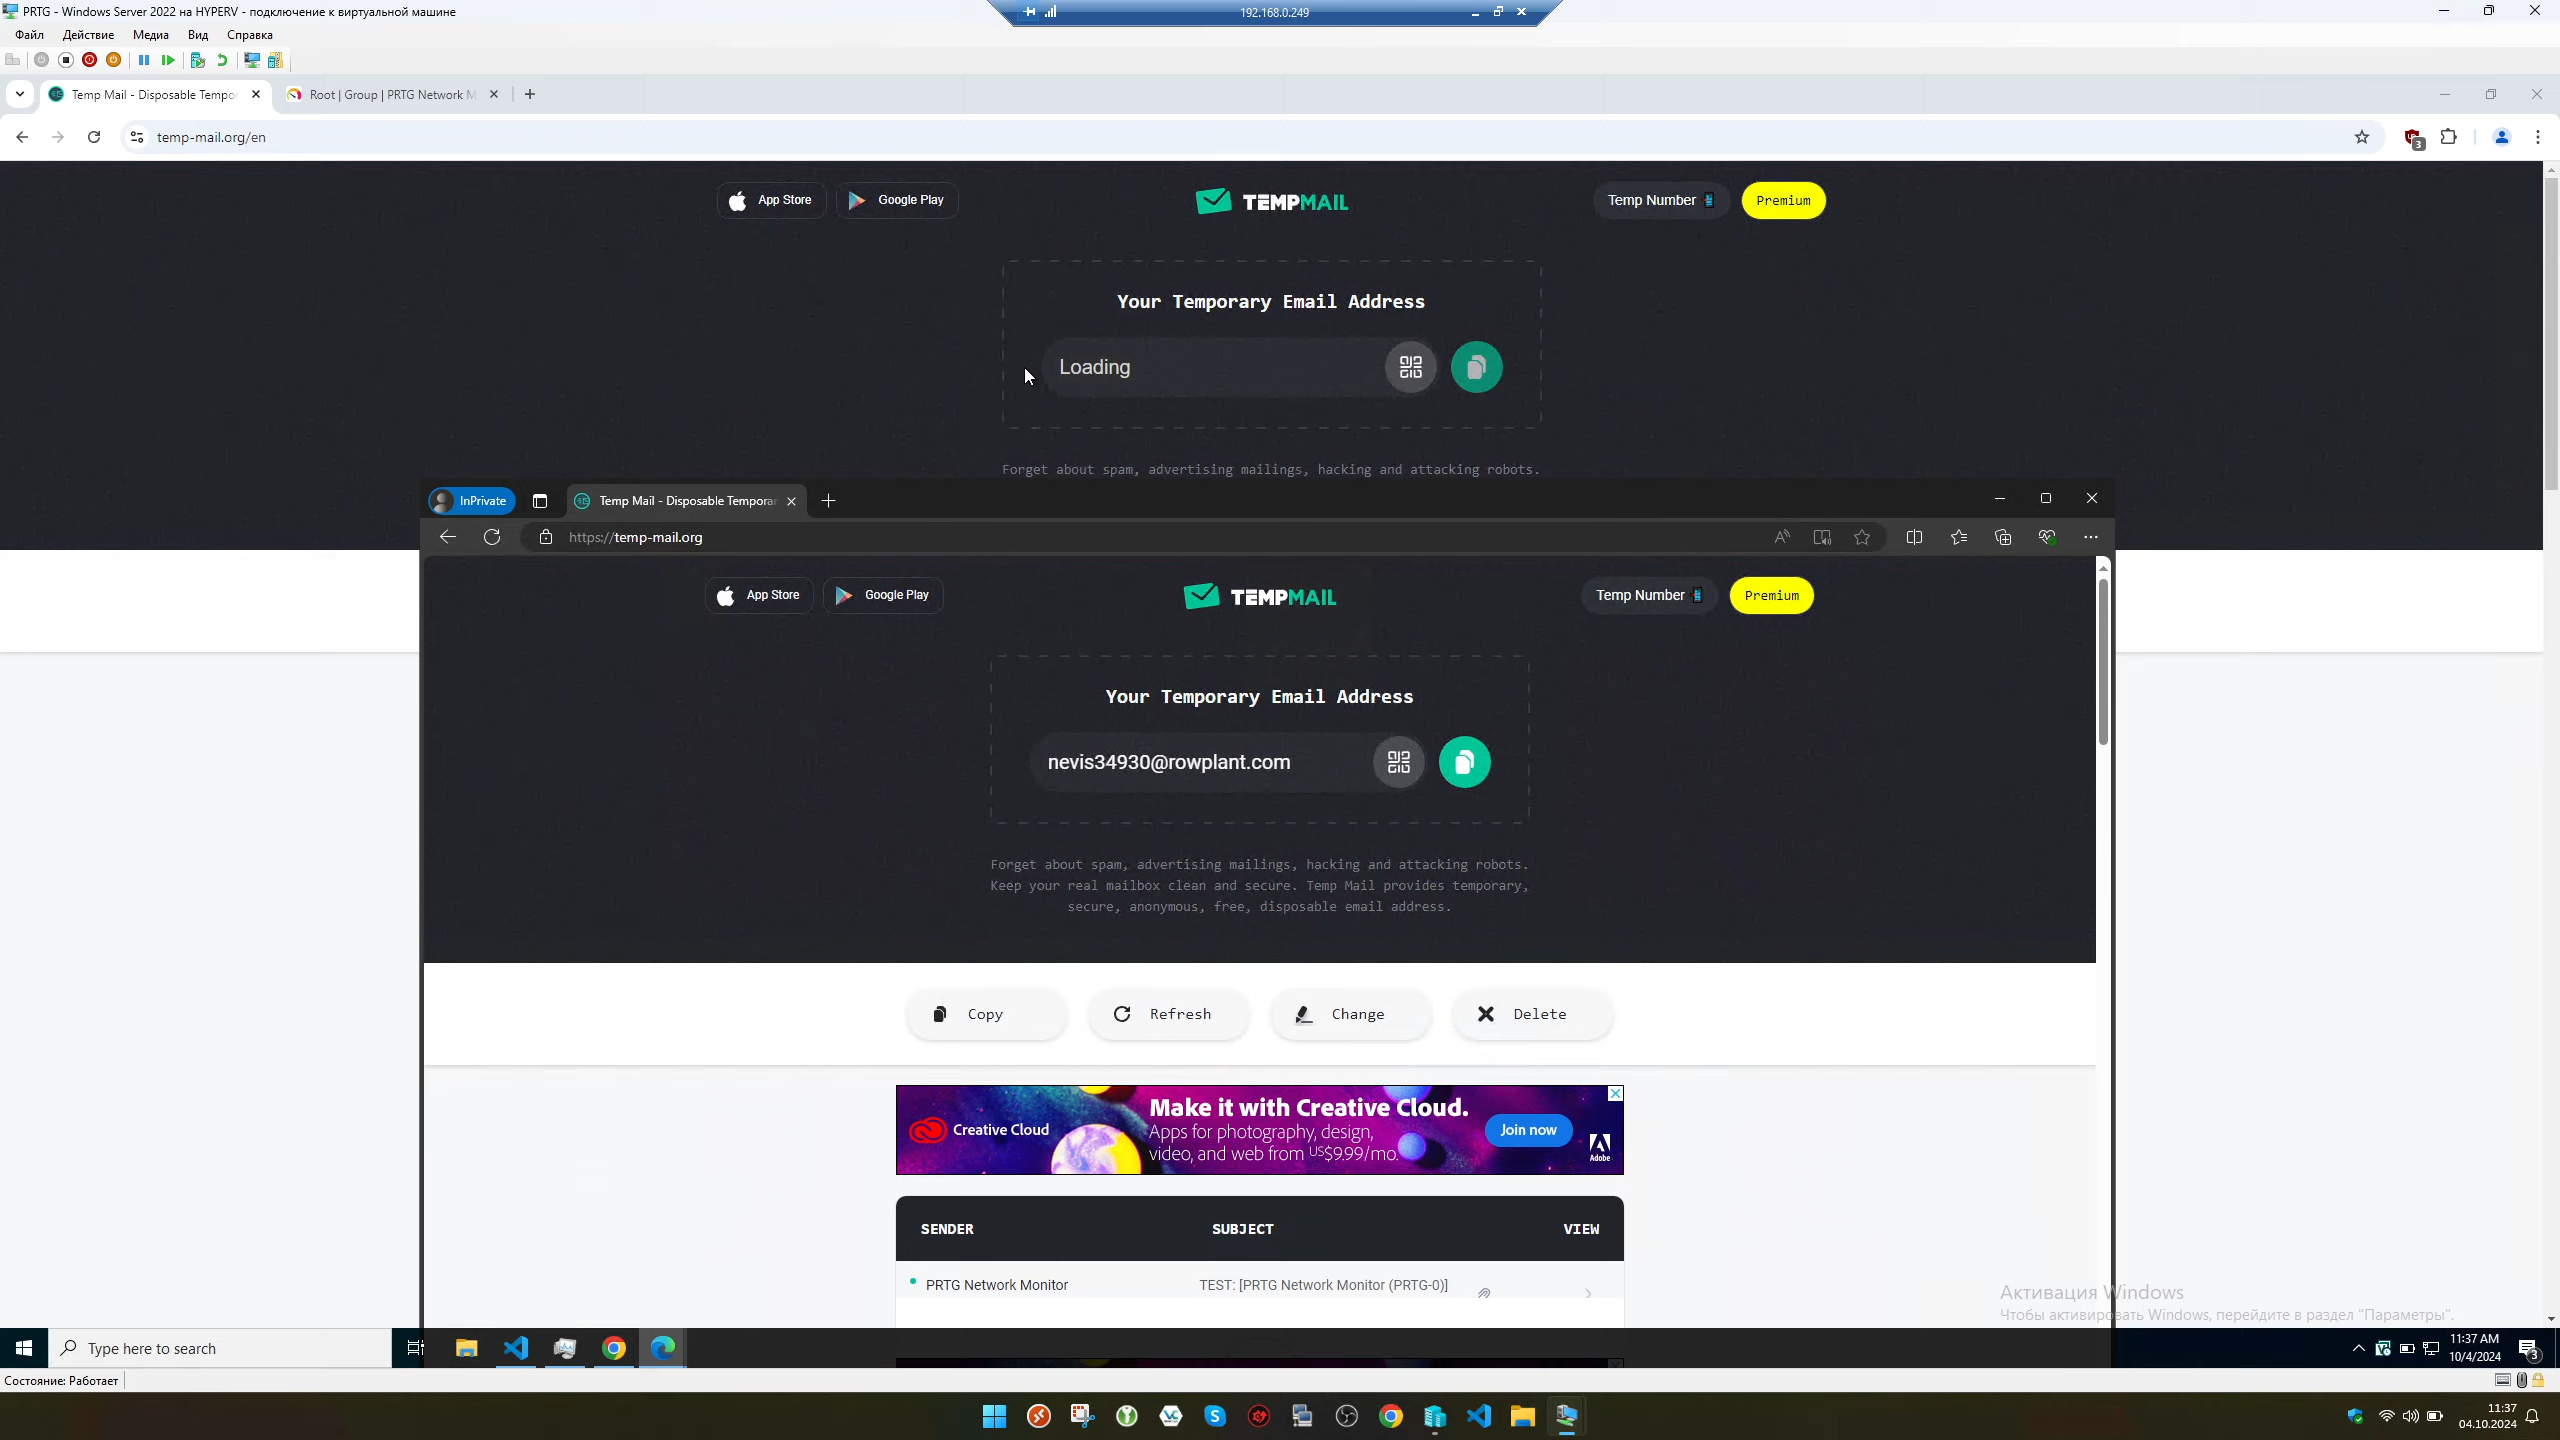 PRTG - Windows Server 2022 на HYPERV - подключение к виртуальной машине
192.168.0.249
Файл Действие Медиа Вид Справка
Temp Mail - Disposable Tempo
Root | Group | PRTG Network M
temp-mail.org/en
3
App Store
Google Play
TEMPMAIL
Temp Number
Premium
Your Temporary Email Address
Loading
Forget about spam, advertising mailings, hacking and attacking robots.
InPrivate
Temp Mail - Disposable Temporar
https://temp-mail.org
App Store
Google Play
TEMPMAIL
Temp Number
Premium
Your Temporary Email Address
nevis34930@rowplant.com
Forget about spam, advertising mailings, hacking and attacking robots.
Keep your real mailbox clean and secure. Temp Mail provides temporary,
secure, anonymous, free, disposable email address.
Copy
Refresh
Change
Delete
Creative Cloud
Make it with Creative Cloud.
Apps for photography, design,
video, and web from US$9.99/mo.
Join now
Adobe
SENDER SUBJECT VIEW
PRTG Network Monitor TEST: [PRTG Network Monitor (PRTG-0)]
Активация Windows
Чтобы активировать Windows, перейдите в раздел "Параметры".
Type here to search
11:37 AM
10/4/2024
3
Состояние: Работает
11:37
04.10.2024